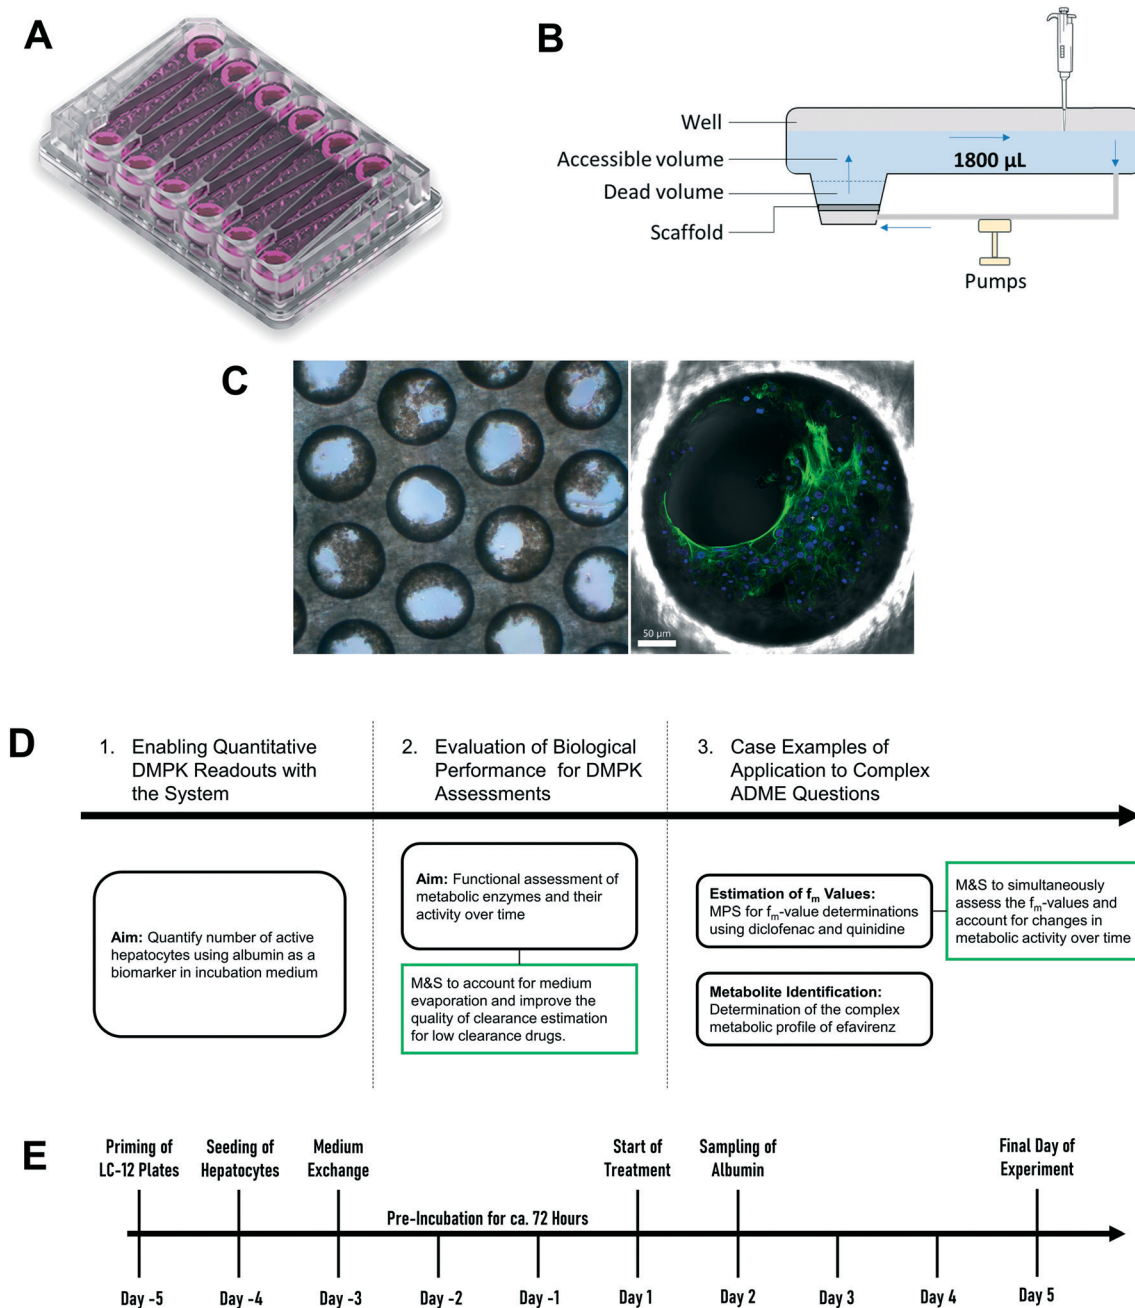 A
B
Well
Accessible volume
1800 µL
Dead volume
Scaffold
Pumps
C
50 µm
D
1. Enabling Quantitative
DMPK Readouts with
the System
2. Evaluation of Biological
Performance for DMPK
Assessments
3. Case Examples of
Application to Complex
ADME Questions
Aim: Quantify number of active
hepatocytes using albumin as a
biomarker in incubation medium
Aim: Functional assessment of
metabolic enzymes and their
activity over time
M&S to account for medium
evaporation and improve the
quality of clearance estimation
for low clearance drugs.
Estimation of fm Values:
MPS for fm-value determinations
using diclofenac and quinidine
M&S to simultaneously
assess the fm-values and
account for changes in
metabolic activity over time
Metabolite Identification:
Determination of the complex
metabolic profile of efavirenz
E
Priming of
LC-12 Plates
Seeding of
Hepatocytes
Medium
Exchange
Pre-Incubation for ca. 72 Hours
Start of
Treatment
Sampling of
Albumin
Final Day of
Experiment
Day -5
Day -4
Day -3
Day -2
Day -1
Day 1
Day 2
Day 3
Day 4
Day 5